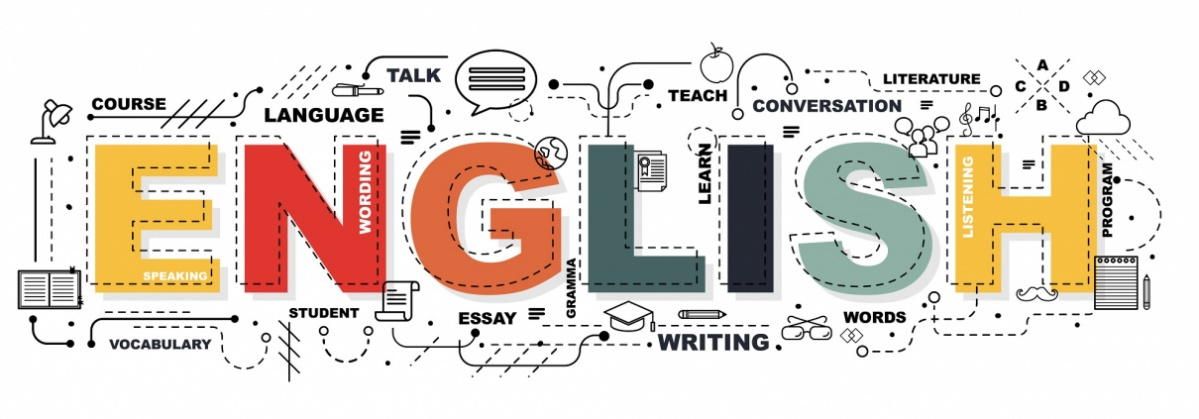 COURSE
TALK
LANGUAGE
TEACH
CONVERSATION
LITERATURE
A
C D
B
ENGLISH
SPEAKING
WORDING
LEARN
LISTENING
PROGRAM
GRAMMA
STUDENT
VOCABULARY
ESSAY
WRITING
WORDS